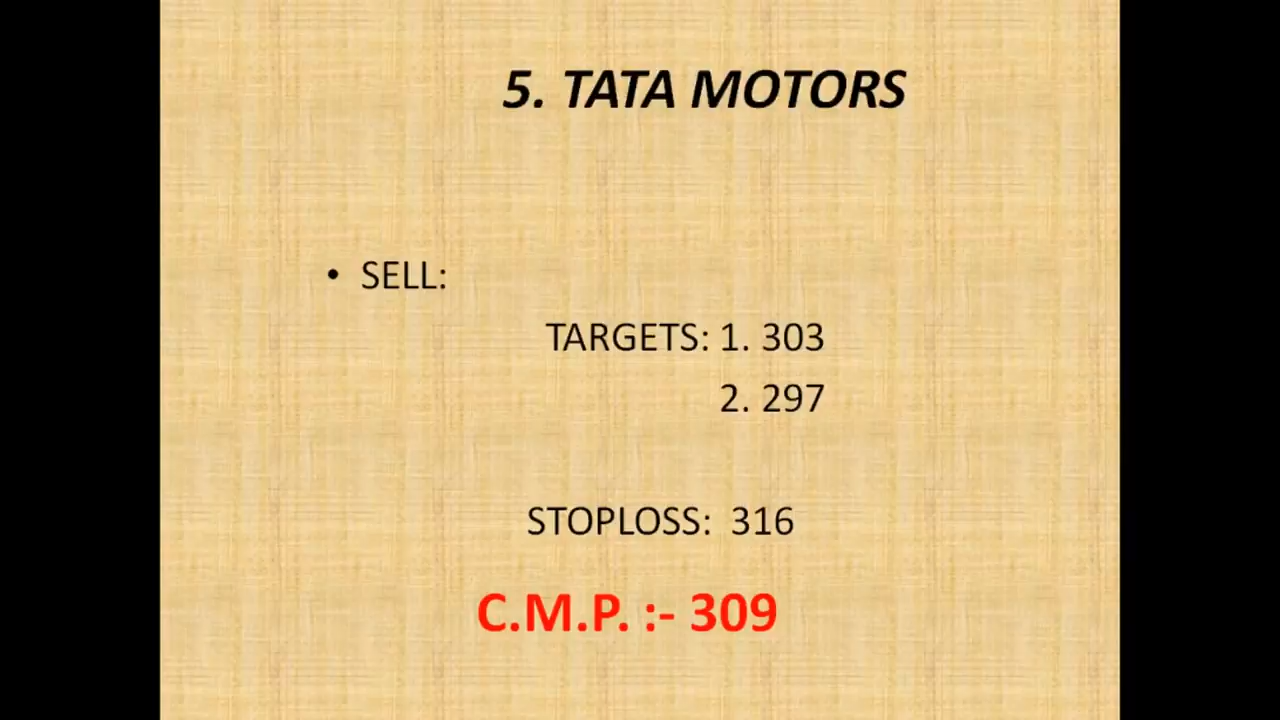 5. TATA MOTORS
• SELL:
TARGETS: 1. 303
2. 297
STOPLOSS: 316
C.M.P. :- 309